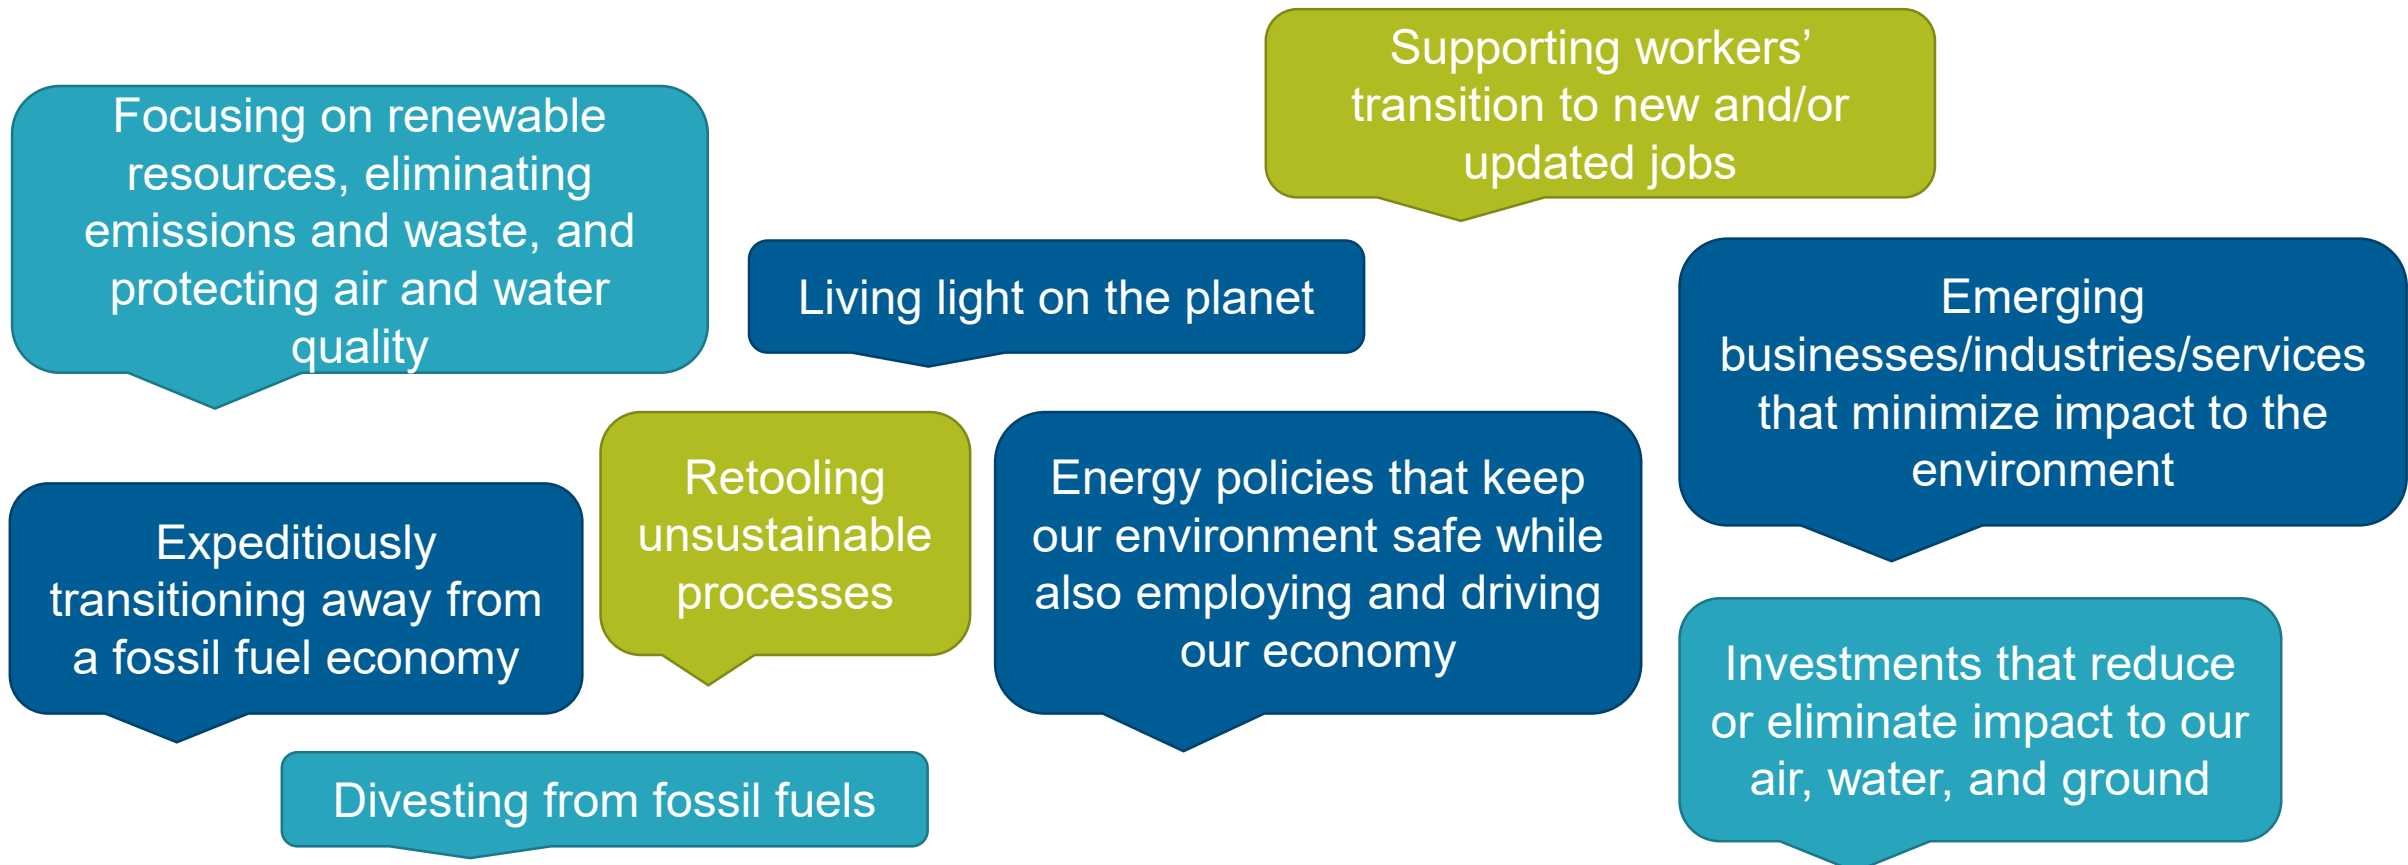 Supporting workers’
transition to new and/or
updated jobs
Focusing on renewable
resources, eliminating
emissions and waste, and
protecting air and water
quality
Living light on the planet
Emerging
businesses/industries/services
that minimize impact to the
environment
Expeditiously
transitioning away from
a fossil fuel economy
Retooling
unsustainable
processes
Energy policies that keep
our environment safe while
also employing and driving
our economy
Investments that reduce
or eliminate impact to our
air, water, and ground
Divesting from fossil fuels